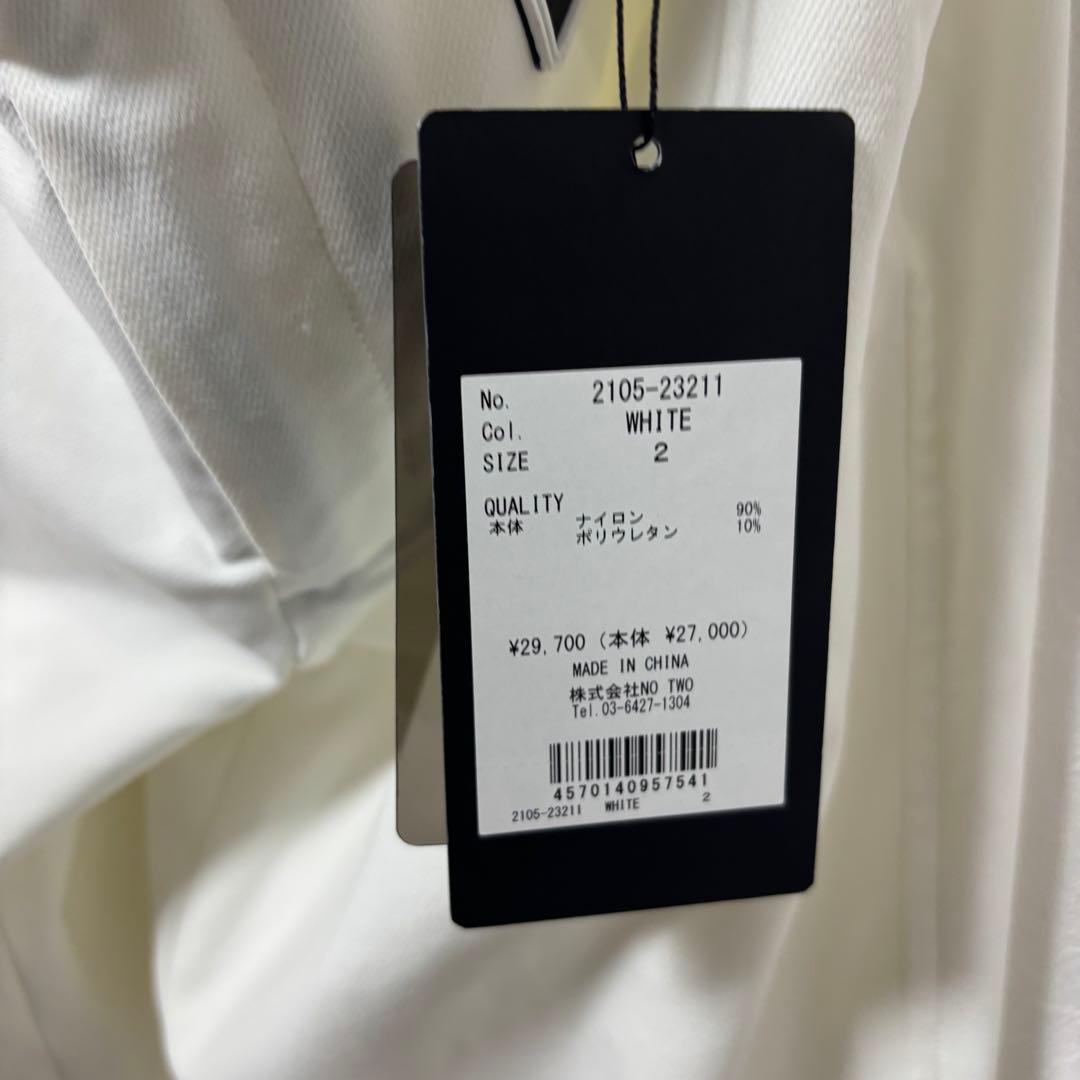 No. 2105-23211
Col. WHITE
SIZE 2
QUALITY
本体 ナイロン 90%
ポリウレタン 10%
¥29,700 (本体 ¥27,000)
MADE IN CHINA
株式会社NO TWO
Tel.03-6427-1304
4570140957541
2105-23211 WHITE 2